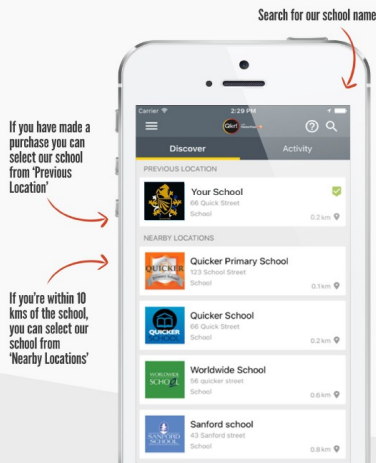 Search for our school name
If you have made a
purchase you can
select our school
from ‘Previous
Location’
If you're within 10
kms of the school,
you can select our
school from
‘Nearby Locations’
Carrier 2:29 PM
Qkr!
Discover Activity
PREVIOUS LOCATION
Your School
66 Quick Street
School 0.2 km
NEARBY LOCATIONS
QUICKER
Quicker Primary School
123 School Street
School 0.1 km
QUICKER
SCHOOLS
Quicker School
66 Quick Street
School 0.2 km
WORLDWIDE
SCHOOL
Worldwide School
56 quicker street
School 0.6 km
SANFORD
SCHOOL
Sanford school
43 Sanford street
School 0.8 km